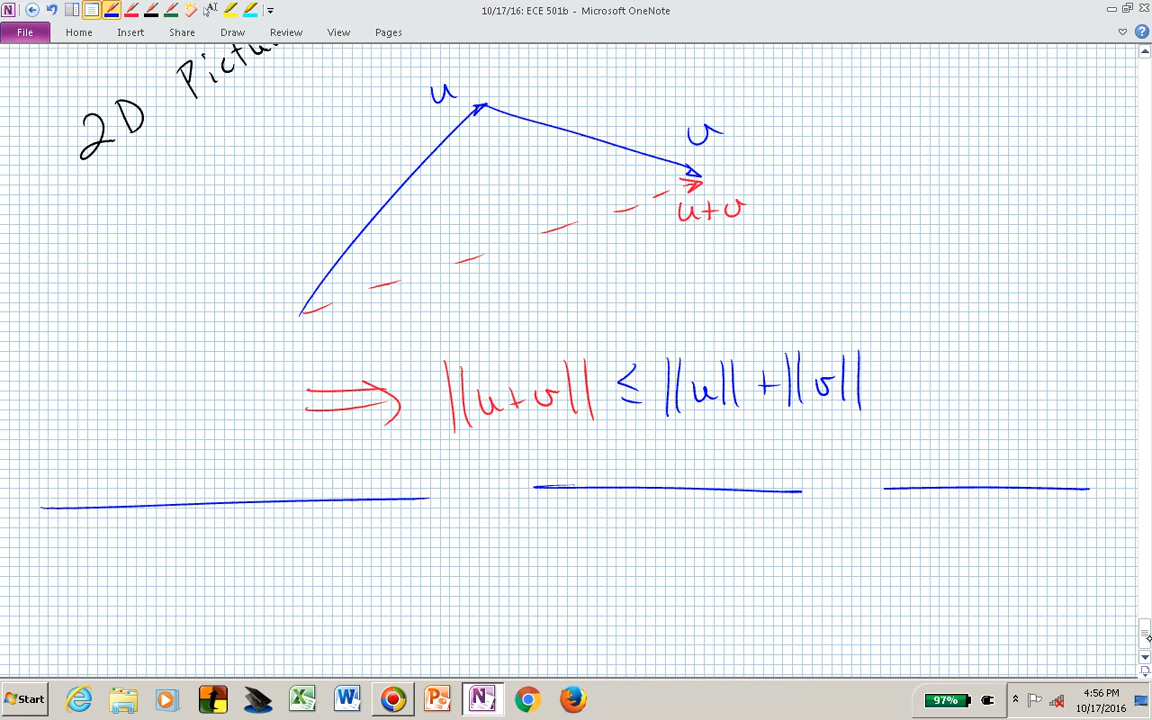 10/17/16: ECE 501b - Microsoft OneNote
File Home Insert Share Draw Review View Pages
2D
u
v
u+v
⇒ ||u+v|| ≤ ||u|| + ||v||
Start
97%
4:56 PM
10/17/2016